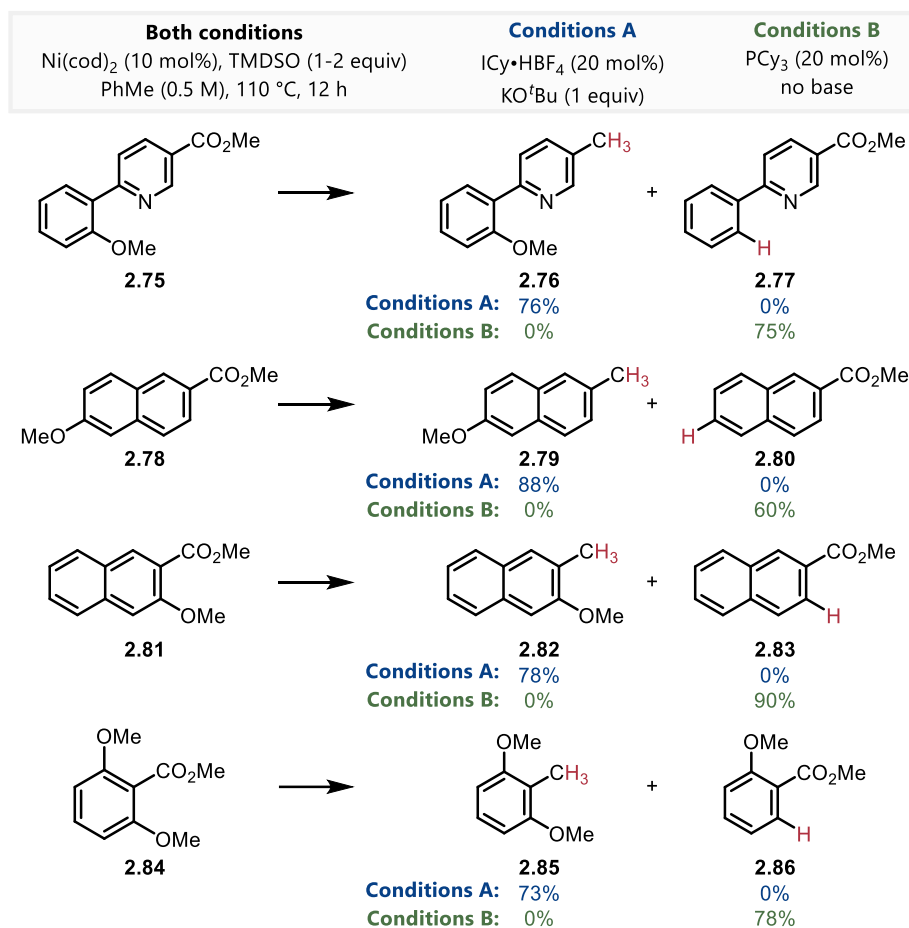 Both conditions
Ni(cod)₂ (10 mol%), TMDSO (1-2 equiv)
PhMe (0.5 M), 110 °C, 12 h
Conditions A
ICy•HBF₄ (20 mol%)
KOᵗBu (1 equiv)
Conditions B
PCy₃ (20 mol%)
no base
CO₂Me
N
OMe
2.75
CH₃
N
OMe
2.76
+
CO₂Me
N
H
2.77
Conditions A: 76% 0%
Conditions B: 0% 75%
CO₂Me
MeO
2.78
CH₃
MeO
2.79
+
CO₂Me
H
2.80
Conditions A: 88% 0%
Conditions B: 0% 60%
CO₂Me
OMe
2.81
CH₃
OMe
2.82
+
CO₂Me
H
2.83
Conditions A: 78% 0%
Conditions B: 0% 90%
OMe
CO₂Me
OMe
2.84
OMe
CH₃
OMe
2.85
+
OMe
CO₂Me
H
2.86
Conditions A: 73% 0%
Conditions B: 0% 78%